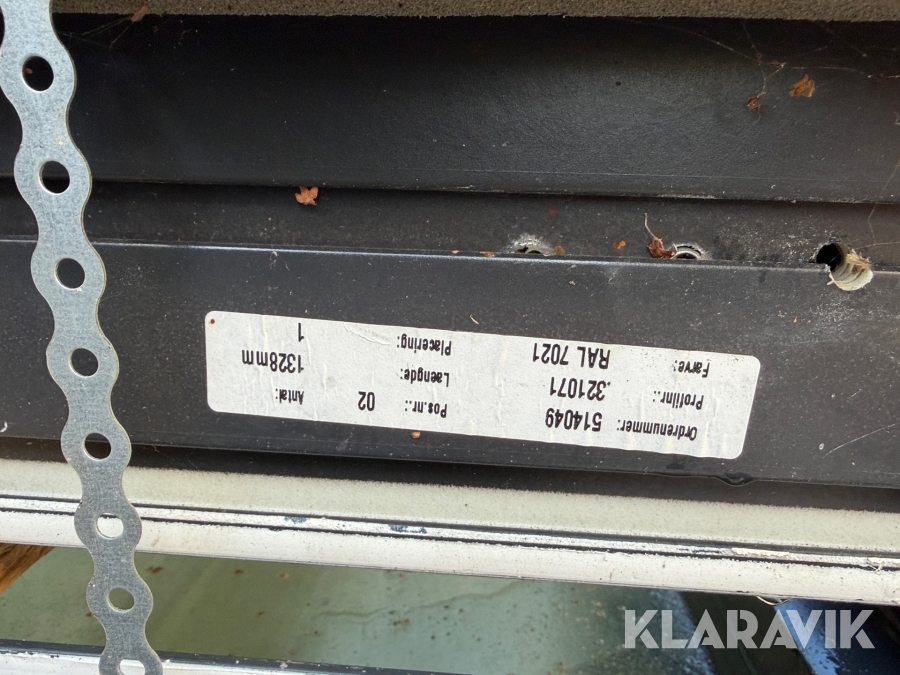 Ordrenummer: 514049 Pos.nr.: 02 Antal: 1328mm
Profilnr.: .321071 Laengde: 1
Farve: RAL 7021 Placering:
KLARAVIK